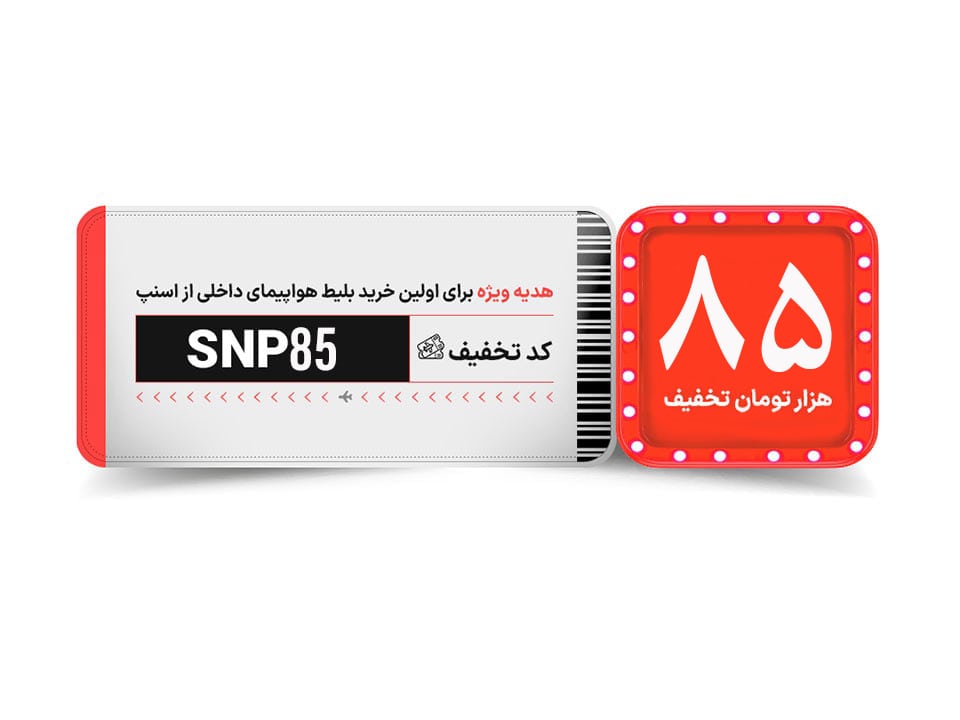 هدیه ویژه برای اولین خرید بلیط هواپیمای داخلی از اسنپ
کد تخفیف SNP85
۸۵
هزار تومان تخفیف